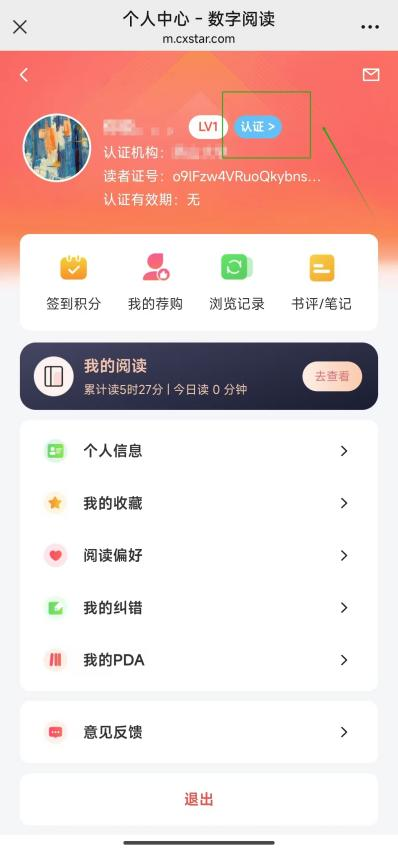 个人中心 - 数字阅读
m.cxstar.com
LV1 认证 >
认证机构：
读者证号：o9lFzw4VRuoQkybns...
认证有效期：无
签到积分 我的荐购 浏览记录 书评/笔记
我的阅读
累计读5时27分 | 今日读 0 分钟
去查看
个人信息
我的收藏
阅读偏好
我的纠错
我的PDA
意见反馈
退出